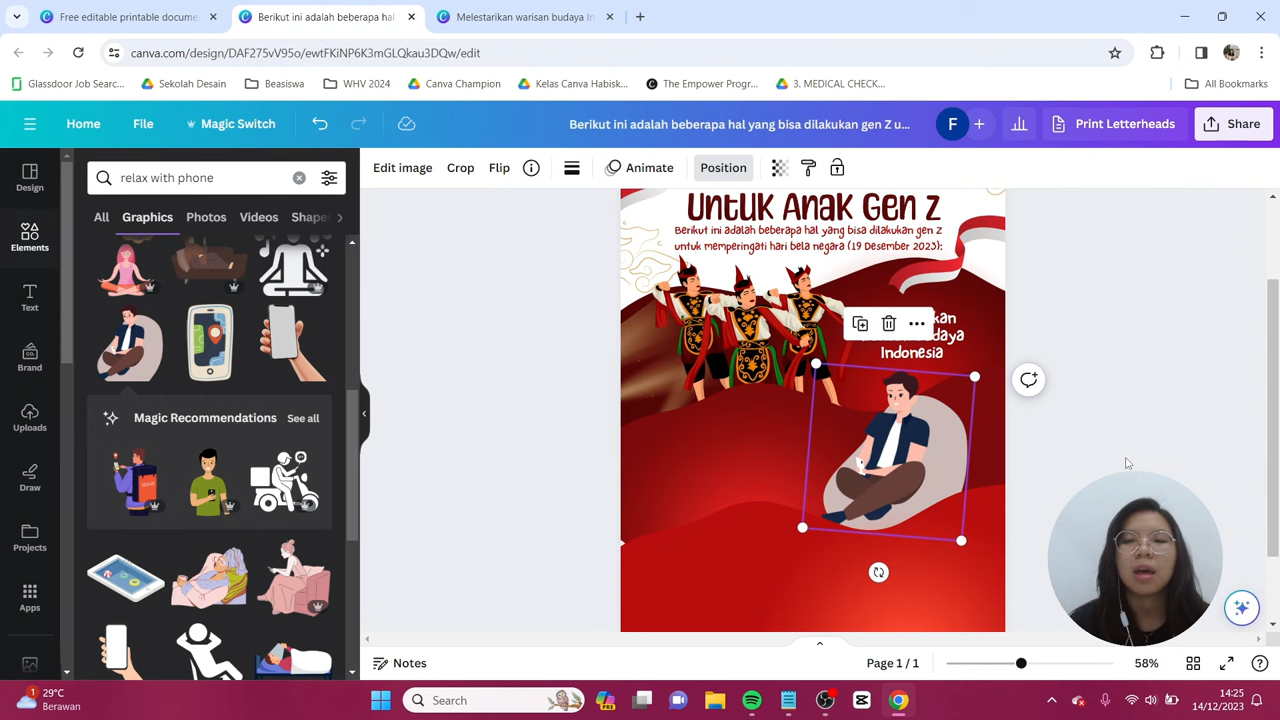 Free editable printable docume
Berikut ini adalah beberapa hal
Melestarikan warisan budaya In
canva.com/design/DAF275vV95o/ewtFKiNP6K3mGLQkau3DQw/edit
Glassdoor Job Searc...
Sekolah Desain
Beasiswa
WHV 2024
Canva Champion
Kelas Canva Habisk...
The Empower Progr...
3. MEDICAL CHECK...
All Bookmarks
Home
File
Magic Switch
Berikut ini adalah beberapa hal yang bisa dilakukan gen Z u...
F
Print Letterheads
Share
Design
Elements
Text
Brand
Uploads
Draw
Projects
Apps
relax with phone
All
Graphics
Photos
Videos
Shapes
Magic Recommendations
See all
Edit image
Crop
Flip
Animate
Position
Untuk Anak Gen Z
Berikut ini adalah beberapa hal yang bisa dilakukan gen Z
untuk memperingati hari bela negara (19 Desember 2023):
Indonesia
Notes
Page 1 / 1
58%
1
29°C
Berawan
Search
PRE
14:25
14/12/2023